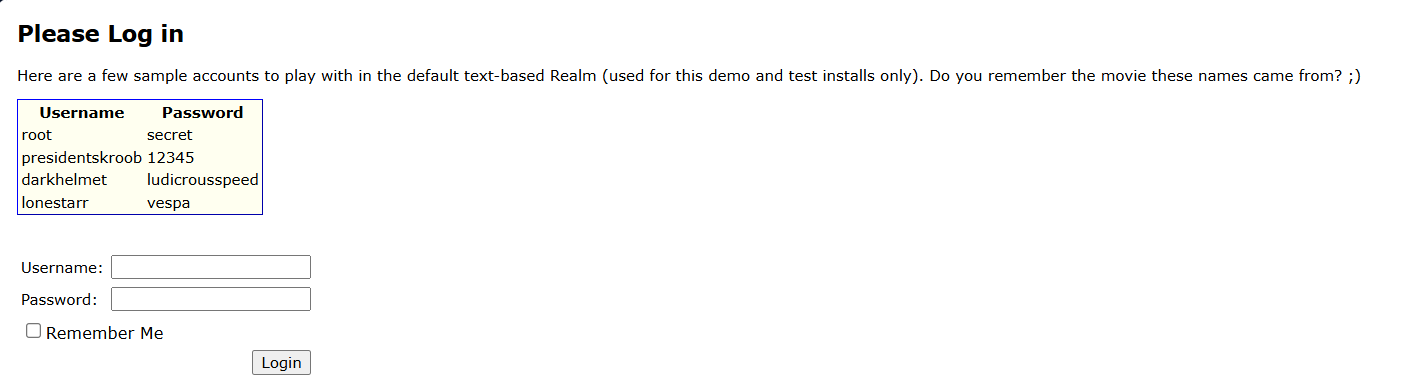 Please Log in
Here are a few sample accounts to play with in the default text-based Realm (used for this demo and test installs only). Do you remember the movie these names came from? ;)
Username Password
root secret
presidentskroob 12345
darkhelmet ludicrousspeed
lonestarr vespa
Username:
Password:
Remember Me
Login